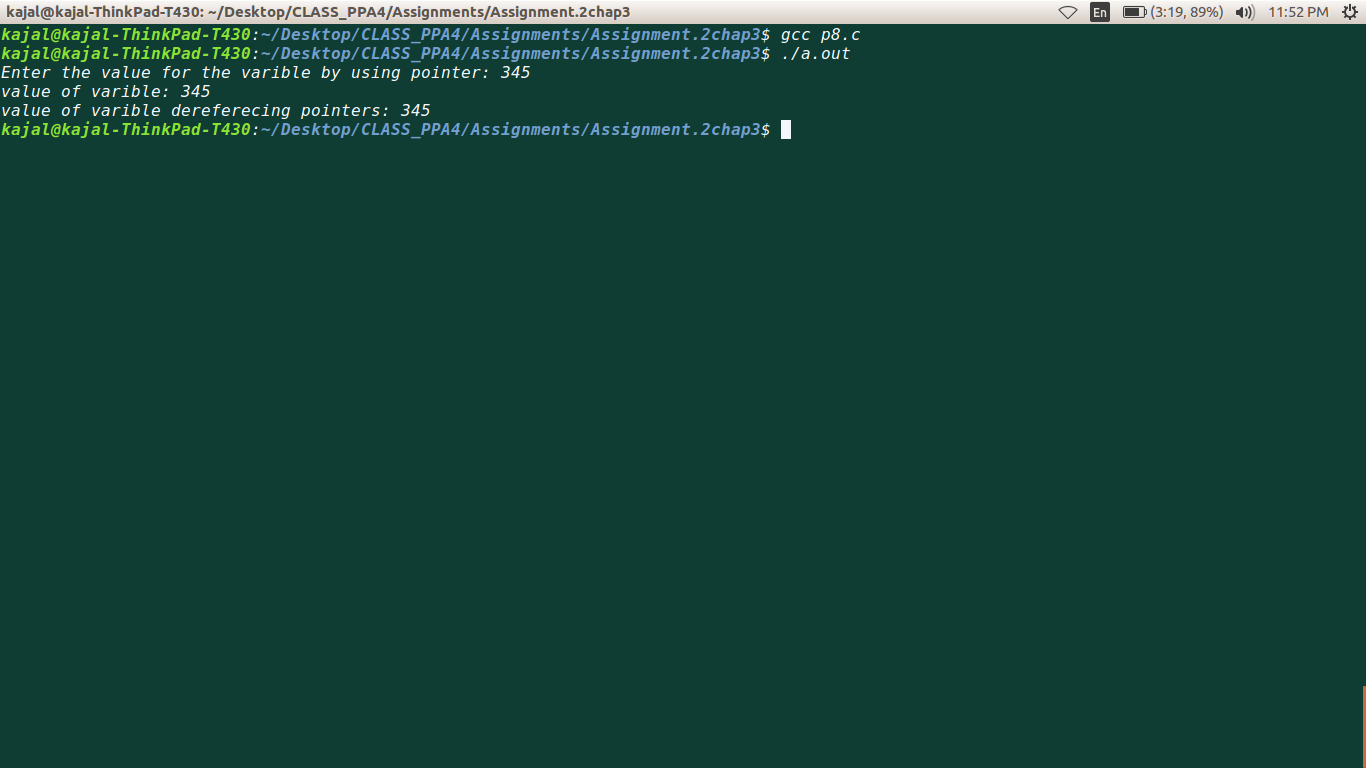 kajal@kajal-ThinkPad-T430: ~/Desktop/CLASS_PPA4/Assignments/Assignment.2chap3 En (3:19, 89%) 11:52 PM
kajal@kajal-ThinkPad-T430:~/Desktop/CLASS_PPA4/Assignments/Assignment.2chap3$ gcc p8.c
kajal@kajal-ThinkPad-T430:~/Desktop/CLASS_PPA4/Assignments/Assignment.2chap3$ ./a.out
Enter the value for the varible by using pointer: 345
value of varible: 345
value of varible dereferecing pointers: 345
kajal@kajal-ThinkPad-T430:~/Desktop/CLASS_PPA4/Assignments/Assignment.2chap3$